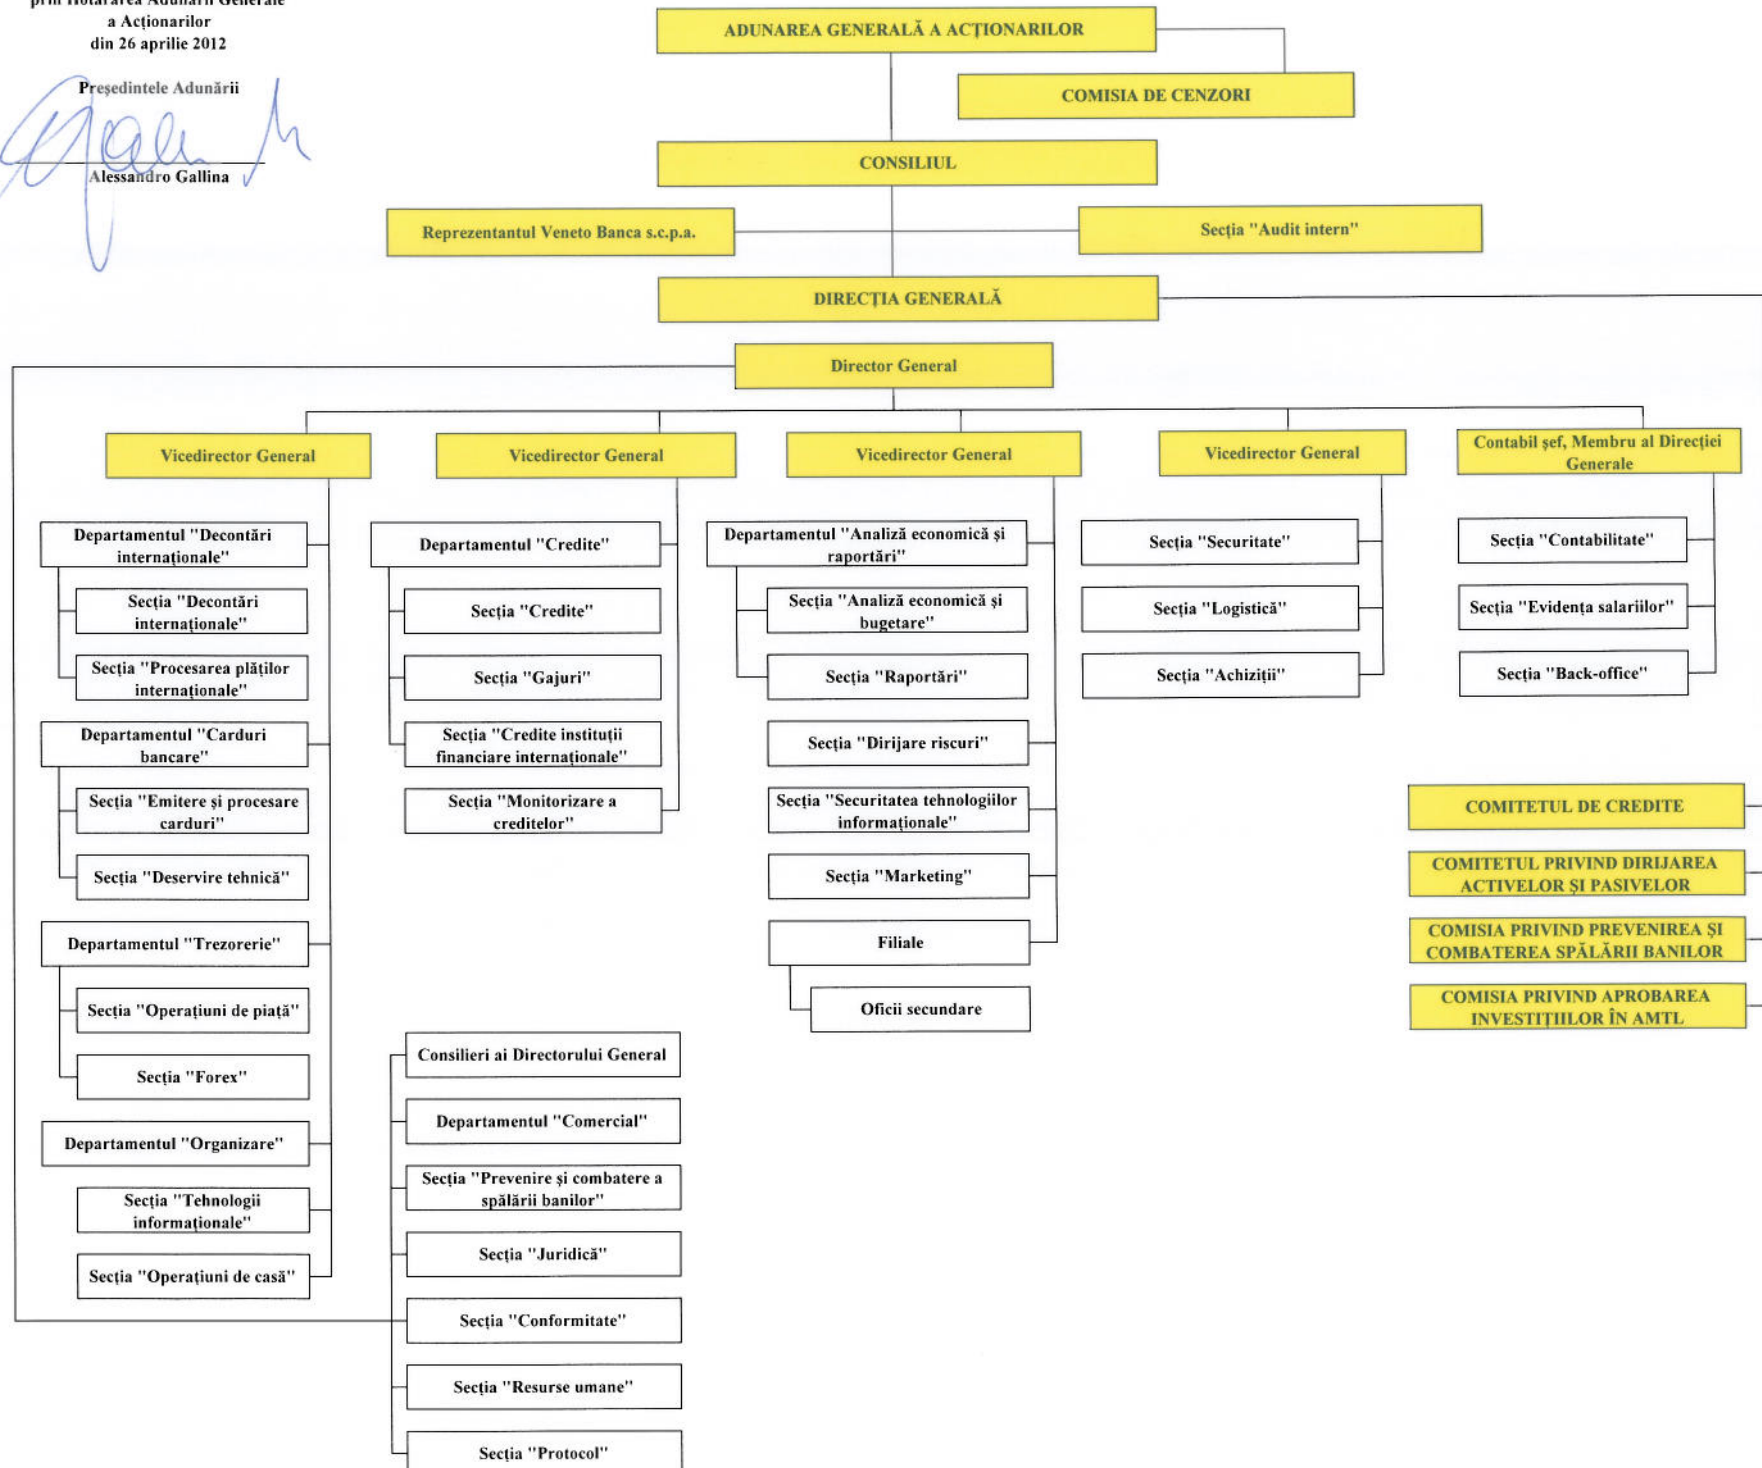 prin Hotărârea Adunării Generale
a Acționarilor
din 26 aprilie 2012
Președintele Adunării
Alessandro Gallina
ADUNAREA GENERALĂ A ACȚIONARILOR
COMISIA DE CENZORI
CONSILIUL
Reprezentantul Veneto Banca s.c.p.a.
Secția "Audit intern"
DIRECȚIA GENERALĂ
Director General
Vicedirector General
Vicedirector General
Vicedirector General
Vicedirector General
Contabil șef, Membru al Direcției
Generale
Departamentul "Decontări
internaționale"
Secția "Decontări
internaționale"
Secția "Procesarea plăților
internaționale"
Departamentul "Carduri
bancare"
Secția "Emitere și procesare
carduri"
Secția "Deservire tehnică"
Departamentul "Trezorerie"
Secția "Operațiuni de piață"
Secția "Forex"
Departamentul "Organizare"
Secția "Tehnologii
informaționale"
Secția "Operațiuni de casă"
Departamentul "Credite"
Secția "Credite"
Secția "Gajuri"
Secția "Credite instituții
financiare internaționale"
Secția "Monitorizare a
creditelor"
Departamentul "Analiză economică și
raportări"
Secția "Analiză economică și
bugetare"
Secția "Raportări"
Secția "Dirijare riscuri"
Secția "Securitatea tehnologiilor
informaționale"
Secția "Marketing"
Filiale
Oficii secundare
Secția "Securitate"
Secția "Logistică"
Secția "Achiziții"
Secția "Contabilitate"
Secția "Evidența salariilor"
Secția "Back-office"
COMITETUL DE CREDITE
COMITETUL PRIVIND DIRIJAREA
ACTIVELOR ȘI PASIVELOR
COMISIA PRIVIND PREVENIREA ȘI
COMBATEREA SPĂLĂRII BANILOR
COMISIA PRIVIND APROBAREA
INVESTIȚIILOR ÎN AMTL
Consilieri ai Directorului General
Departamentul "Comercial"
Secția "Prevenire și combatere a
spălării banilor"
Secția "Juridică"
Secția "Conformitate"
Secția "Resurse umane"
Secția "Protocol"